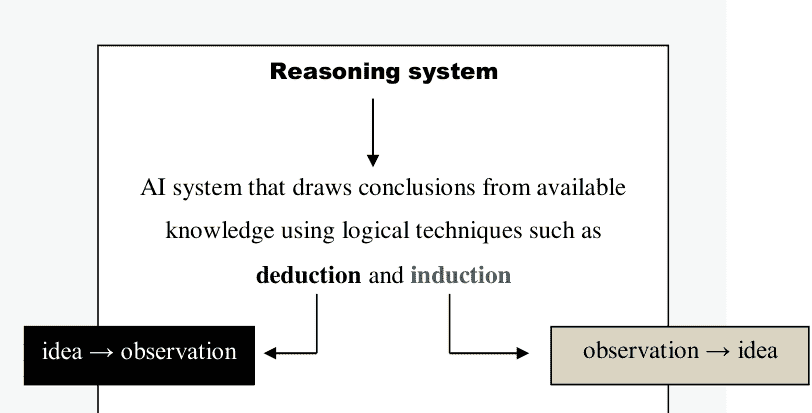 Reasoning system
AI system that draws conclusions from available
knowledge using logical techniques such as
deduction and induction
idea → observation
observation → idea